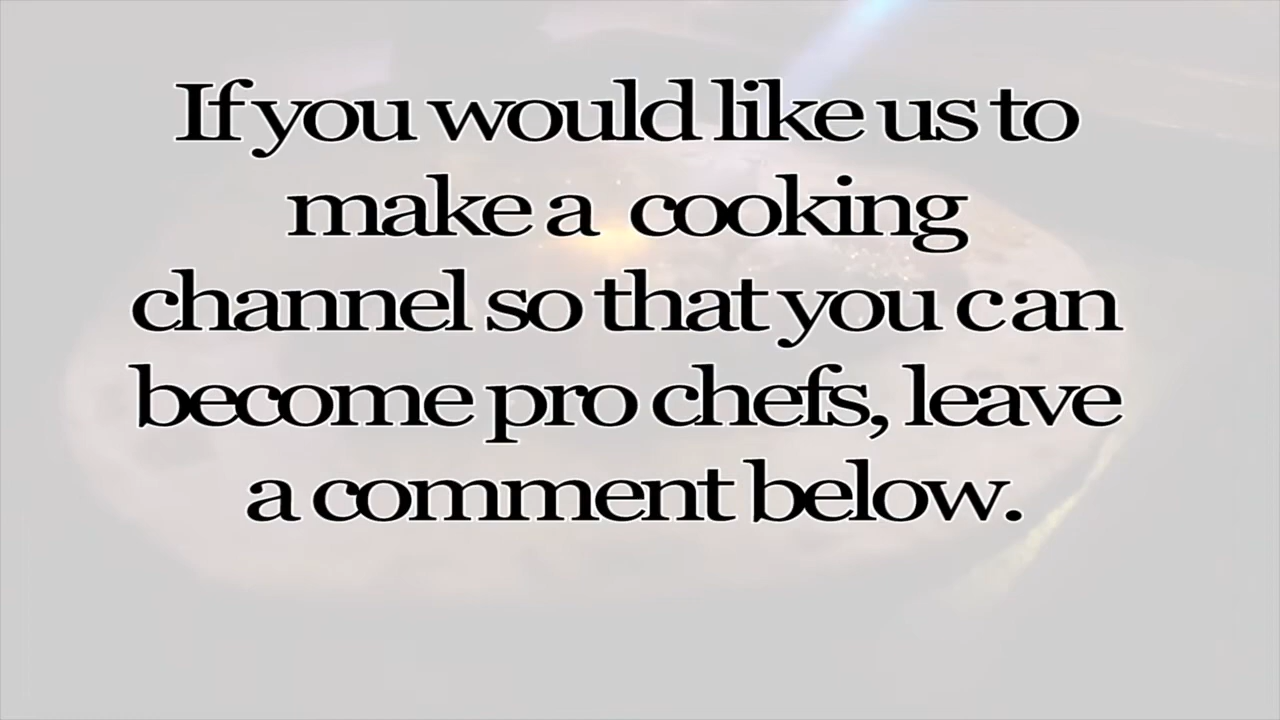 If you would like us to
make a cooking
channel so that you can
become pro chefs, leave
a comment below.